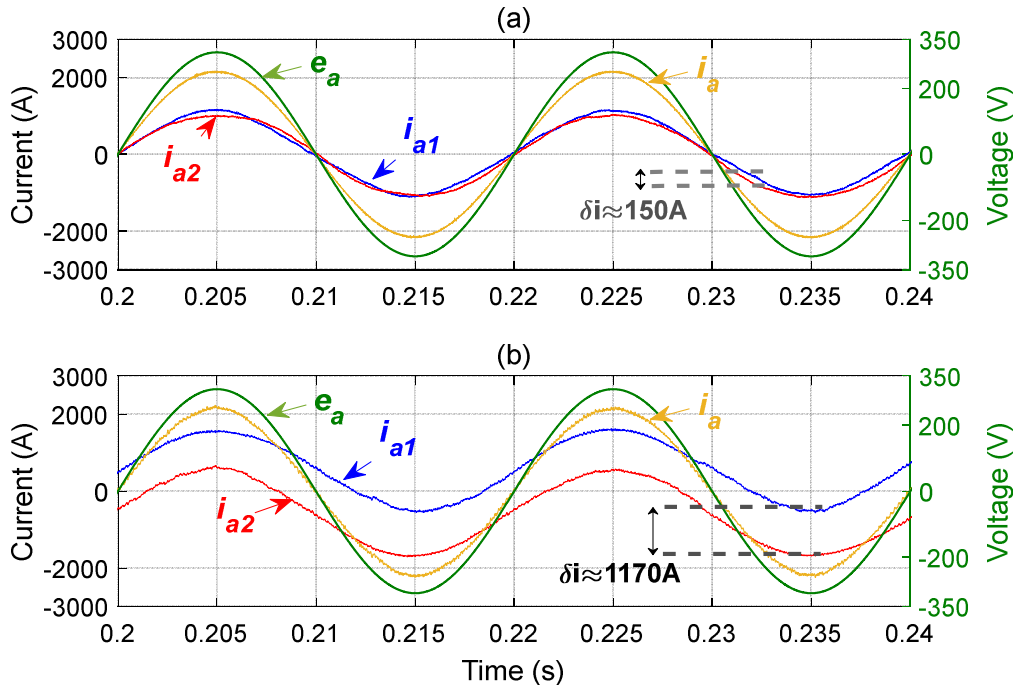 (a)
3000
2000
0
-2000
-3000
Current (A)
350
200
0
-200
-350
Voltage (V)
e_a
i_a
i_a1
i_a2
δi≈150A
0.2 0.205 0.21 0.215 0.22 0.225 0.23 0.235 0.24
(b)
3000
2000
0
-2000
-3000
Current (A)
350
200
0
-200
-350
Voltage (V)
e_a
i_a
i_a1
i_a2
δi≈1170A
0.2 0.205 0.21 0.215 0.22 0.225 0.23 0.235 0.24
Time (s)